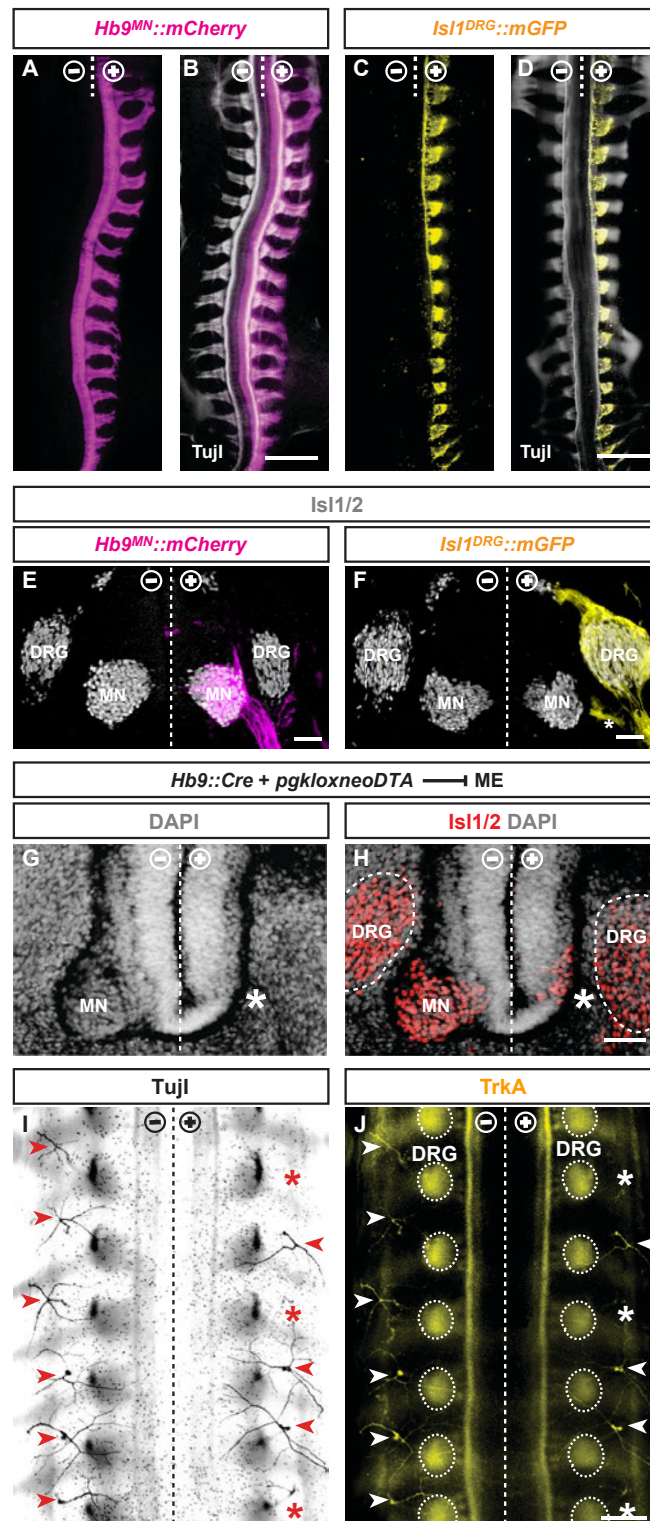 Hb9MN::mCherry
Isl1DRG::mGFP
A
B
C
D
TujI
TujI
Isl1/2
Hb9MN::mCherry
Isl1DRG::mGFP
E
F
DRG
DRG
DRG
DRG
MN
MN
MN
MN
*
Hb9::Cre + pgkloxneoDTA ME
DAPI
Isl1/2 DAPI
G
H
DRG
DRG
MN
MN
*
*
TujI
TrkA
I
J
DRG
DRG
*
*
*
*
*
*